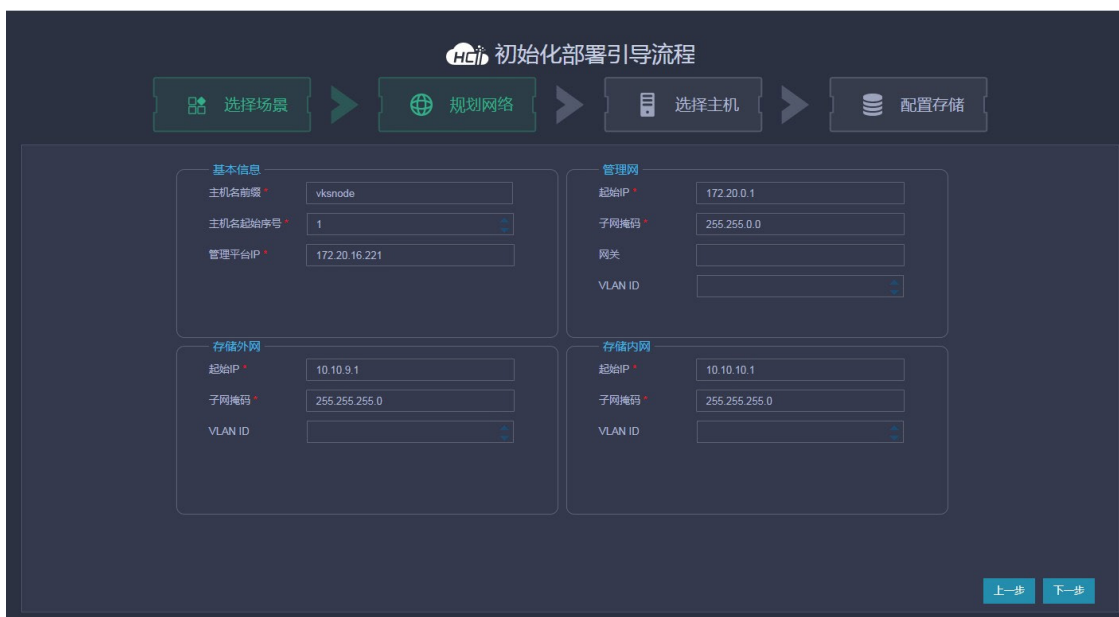 HCI 初始化部署引导流程
选择场景 规划网络 选择主机 配置存储
基本信息
主机名前缀 * vksnode
主机名起始序号 * 1
管理平台IP * 172.20.16.221
管理网
起始IP * 172.20.0.1
子网掩码 * 255.255.0.0
网关
VLAN ID
存储外网
起始IP * 10.10.9.1
子网掩码 * 255.255.255.0
VLAN ID
存储内网
起始IP * 10.10.10.1
子网掩码 * 255.255.255.0
VLAN ID
上一步 下一步